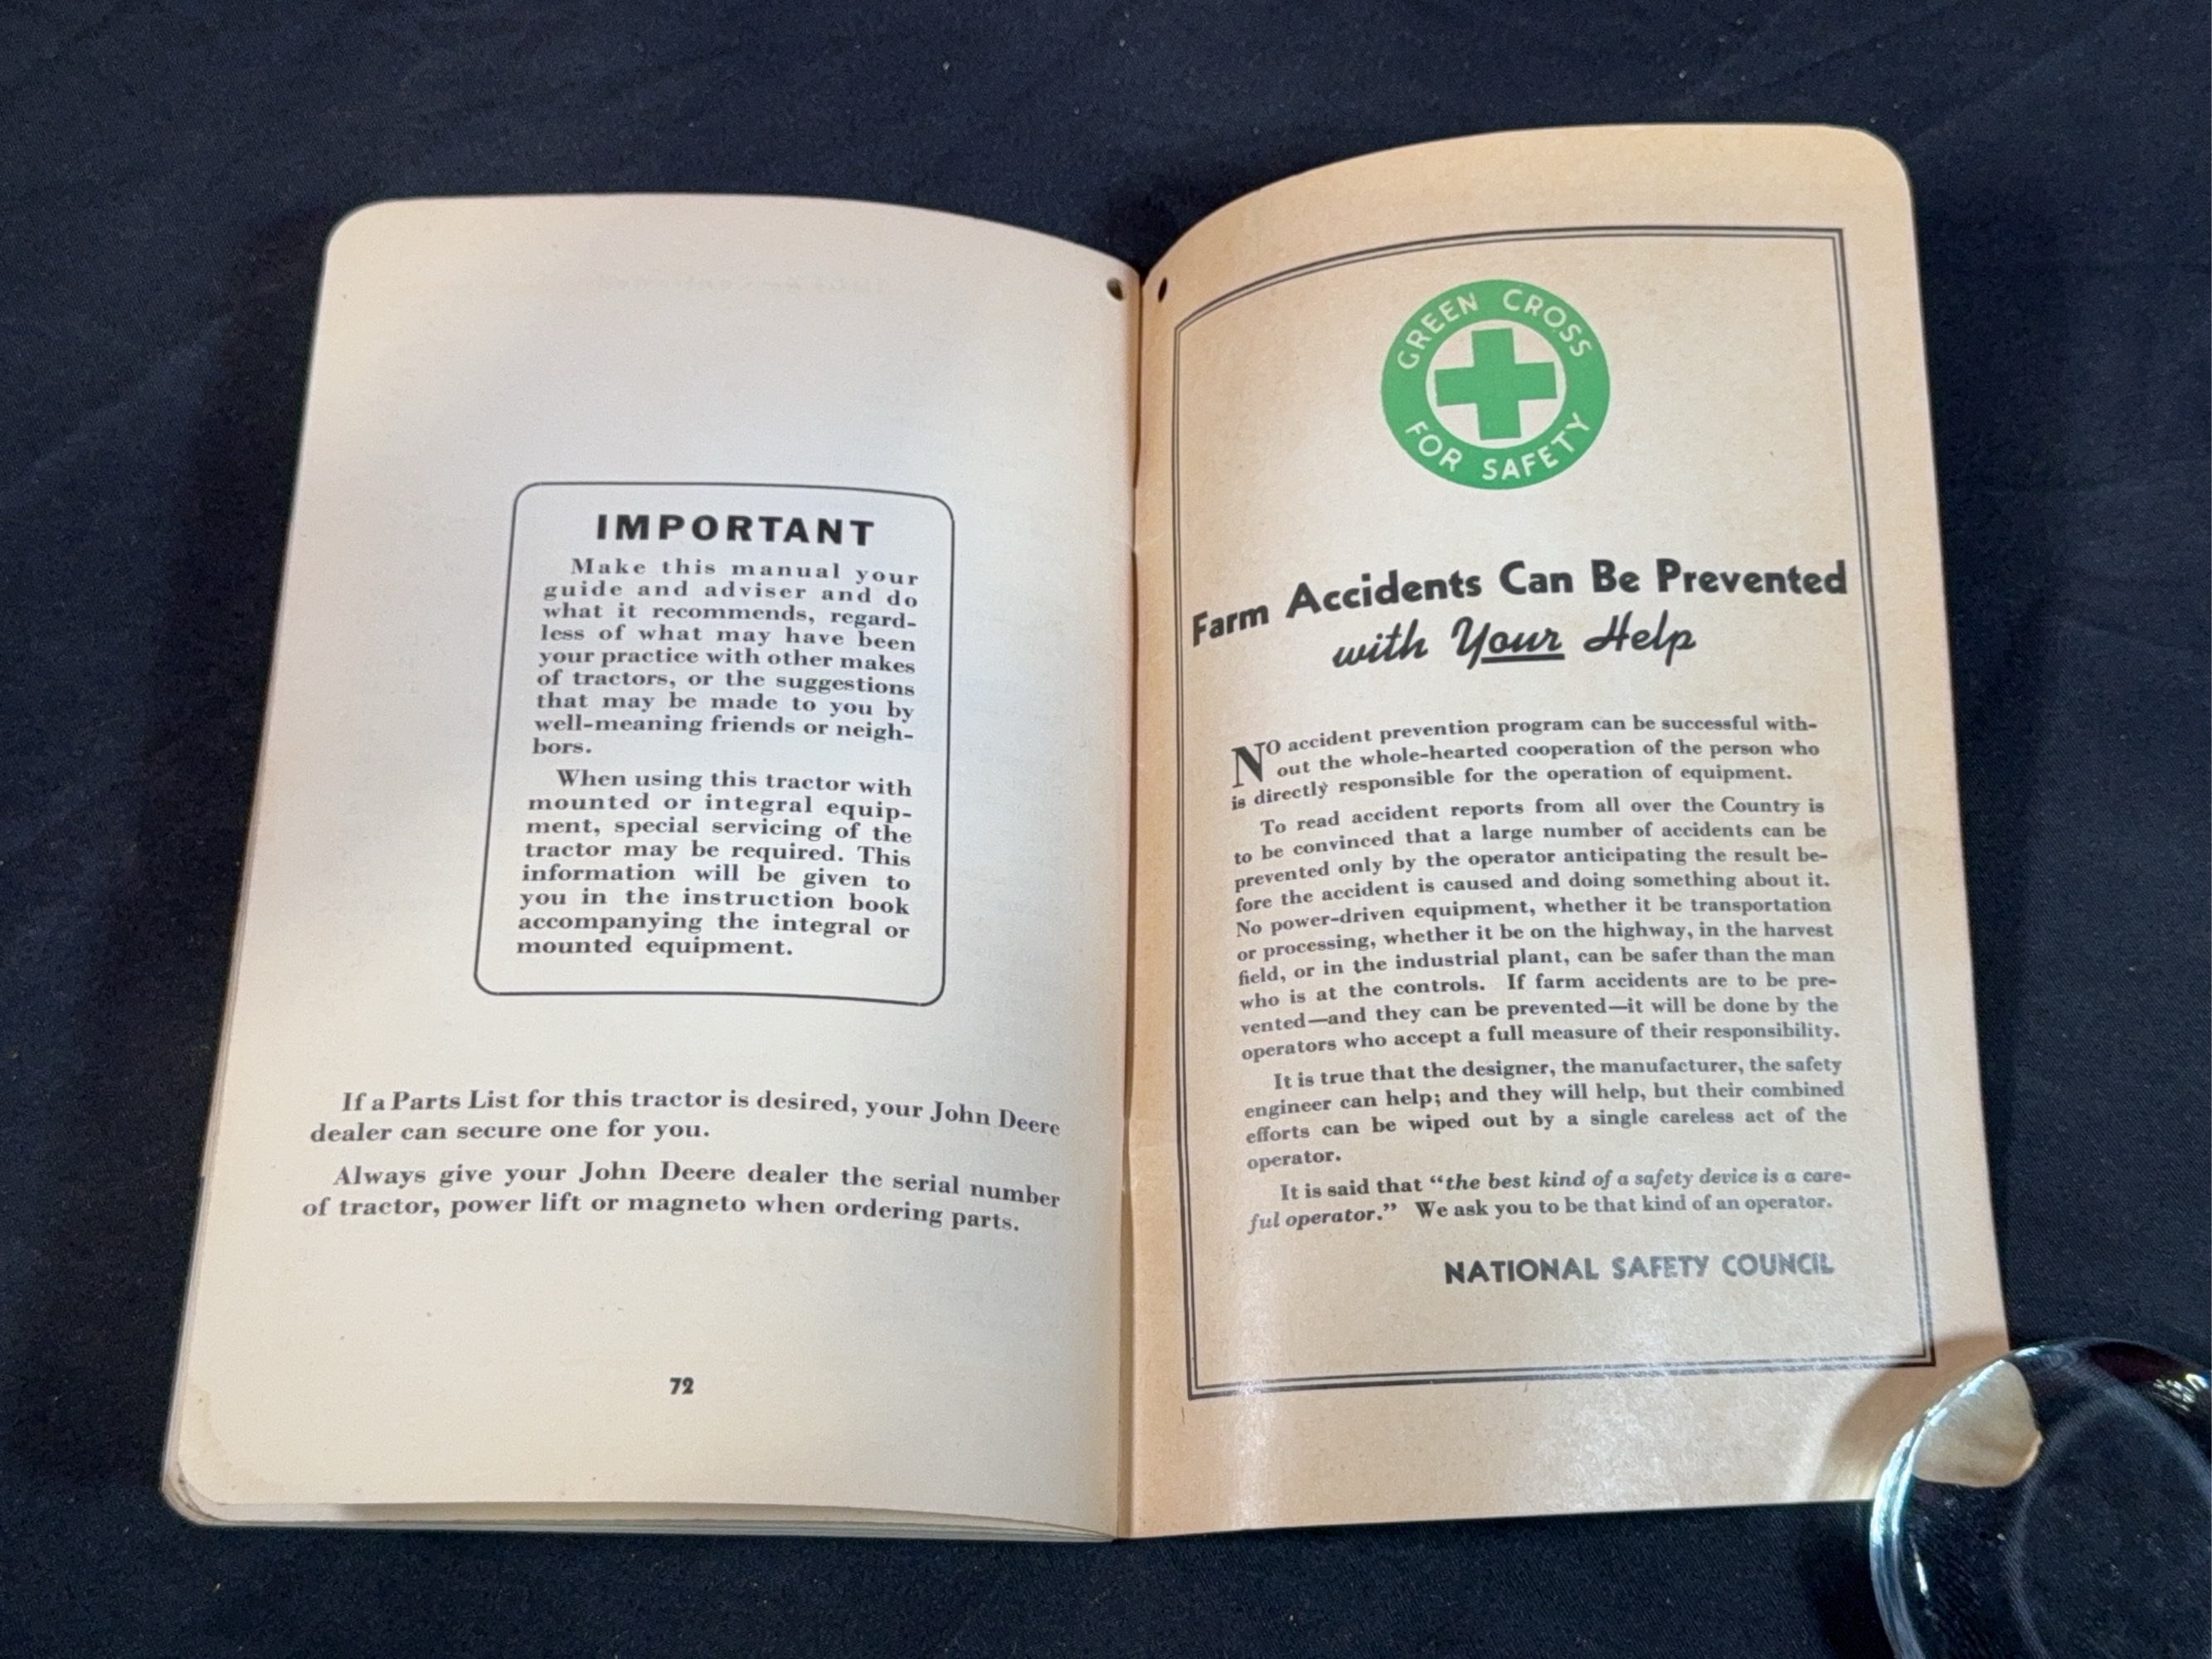 IMPORTANT
Make this manual your
guide and adviser and do
what it recommends, regard-
less of what may have been
your practice with other makes
of tractors, or the suggestions
that may be made to you by
well-meaning friends or neigh-
bors.
When using this tractor with
mounted or integral equip-
ment, special servicing of the
tractor may be required. This
information will be given to
you in the instruction book
accompanying the integral or
mounted equipment.
If a Parts List for this tractor is desired, your John Deere
dealer can secure one for you.
Always give your John Deere dealer the serial number
of tractor, power lift or magneto when ordering parts.
72
GREEN CROSS
FOR SAFETY
Farm Accidents Can Be Prevented
with Your Help
NO accident prevention program can be successful with-
out the whole-hearted cooperation of the person who
is directly responsible for the operation of equipment.
To read accident reports from all over the Country is
to be convinced that a large number of accidents can be
prevented only by the operator anticipating the result be-
fore the accident is caused and doing something about it.
No power-driven equipment, whether it be transportation
or processing, whether it be on the highway, in the harvest
field, or in the industrial plant, can be safer than the man
who is at the controls. If farm accidents are to be pre-
vented—and they can be prevented—it will be done by the
operators who accept a full measure of their responsibility.
It is true that the designer, the manufacturer, the safety
engineer can help; and they will help, but their combined
efforts can be wiped out by a single careless act of the
operator.
It is said that "the best kind of a safety device is a care-
ful operator." We ask you to be that kind of an operator.
NATIONAL SAFETY COUNCIL